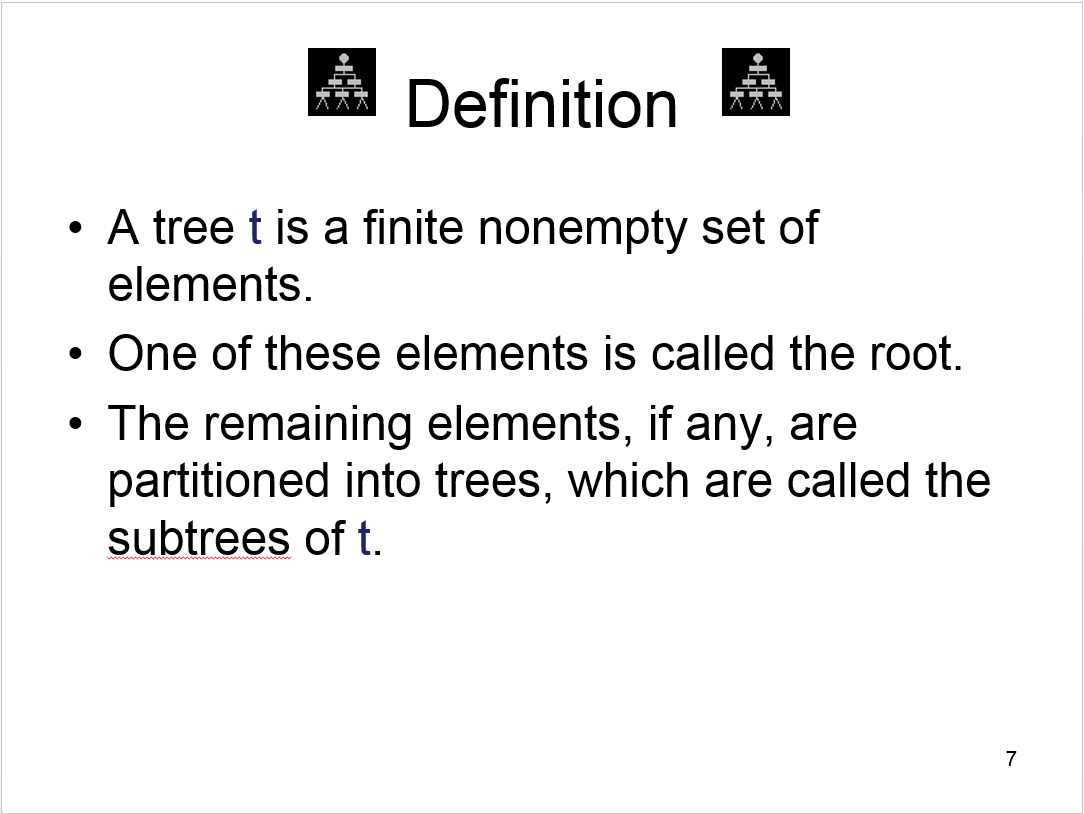 Definition
• A tree t is a finite nonempty set of
elements.
• One of these elements is called the root.
• The remaining elements, if any, are
partitioned into trees, which are called the
subtrees of t.
7